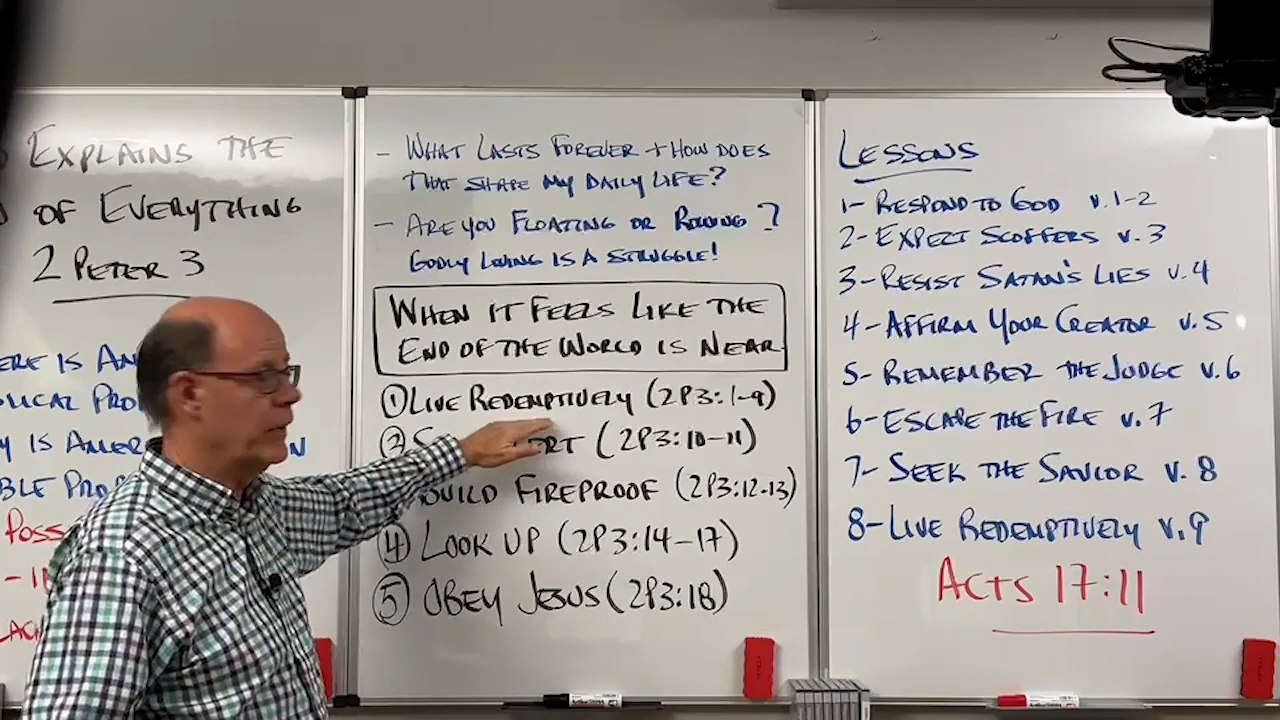 EXPLAINS THE
OF EVERYTHING
2 PETER 3
IS
POSS
- WHAT LASTS FOREVER + HOW DOES
THAT SHAPE MY DAILY LIFE?
- ARE YOU FLOATING OR ROWING?
GODLY LIVING IS A STRUGGLE!
WHEN IT FEELS LIKE THE
END OF THE WORLD IS NEAR
① LIVE REDEMPTIVELY (2P3:1-9)
② (2P3:10-11)
BUILD FIREPROOF (2P3:12-13)
④ LOOK UP (2P3:14-17)
⑤ OBEY JESUS (2P3:18)
LESSONS
1- RESPOND TO GOD V.1-2
2- EXPECT SCOFFERS V.3
3- RESIST SATAN'S LIES V.4
4- AFFIRM YOUR CREATOR V.5
5- REMEMBER THE JUDGE V.6
6- ESCAPE THE FIRE V.7
7- SEEK THE SAVIOR V.8
8- LIVE REDEMPTIVELY V.9
ACTS 17:11